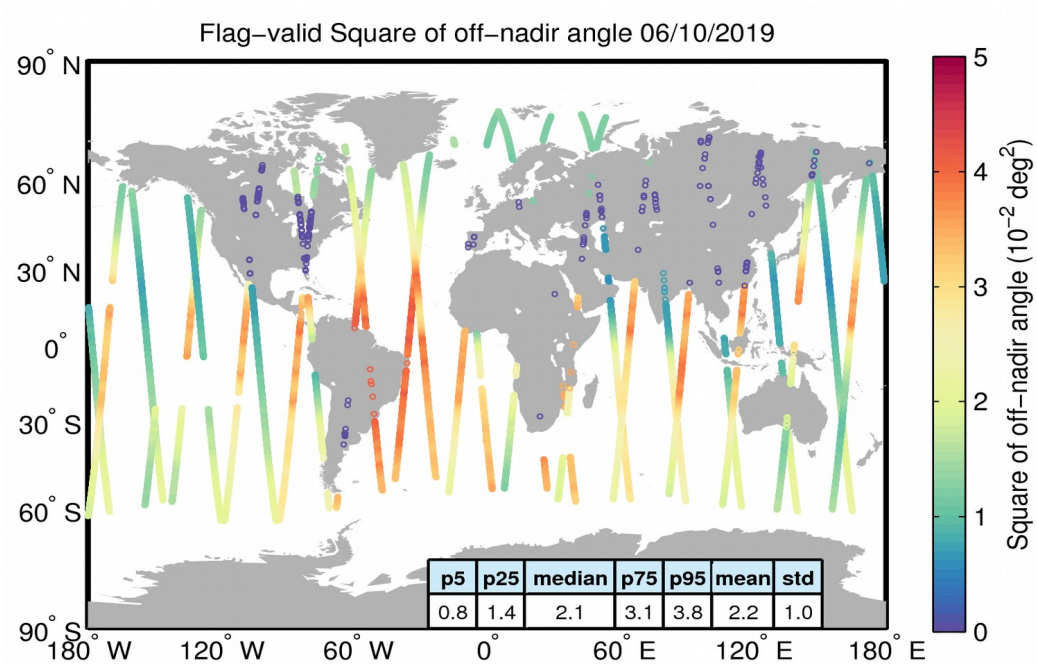 Flag−valid Square of off−nadir angle 06/10/2019
90° N
60° N
30° N
0°
30° S
60° S
90° S
180° W
120° W
60° W
0°
60° E
120° E
180° E
p5 p25 median p75 p95 mean std
0.8 1.4 2.1 3.1 3.8 2.2 1.0
5
4
3
2
1
0
Square of off−nadir angle (10⁻² deg²)